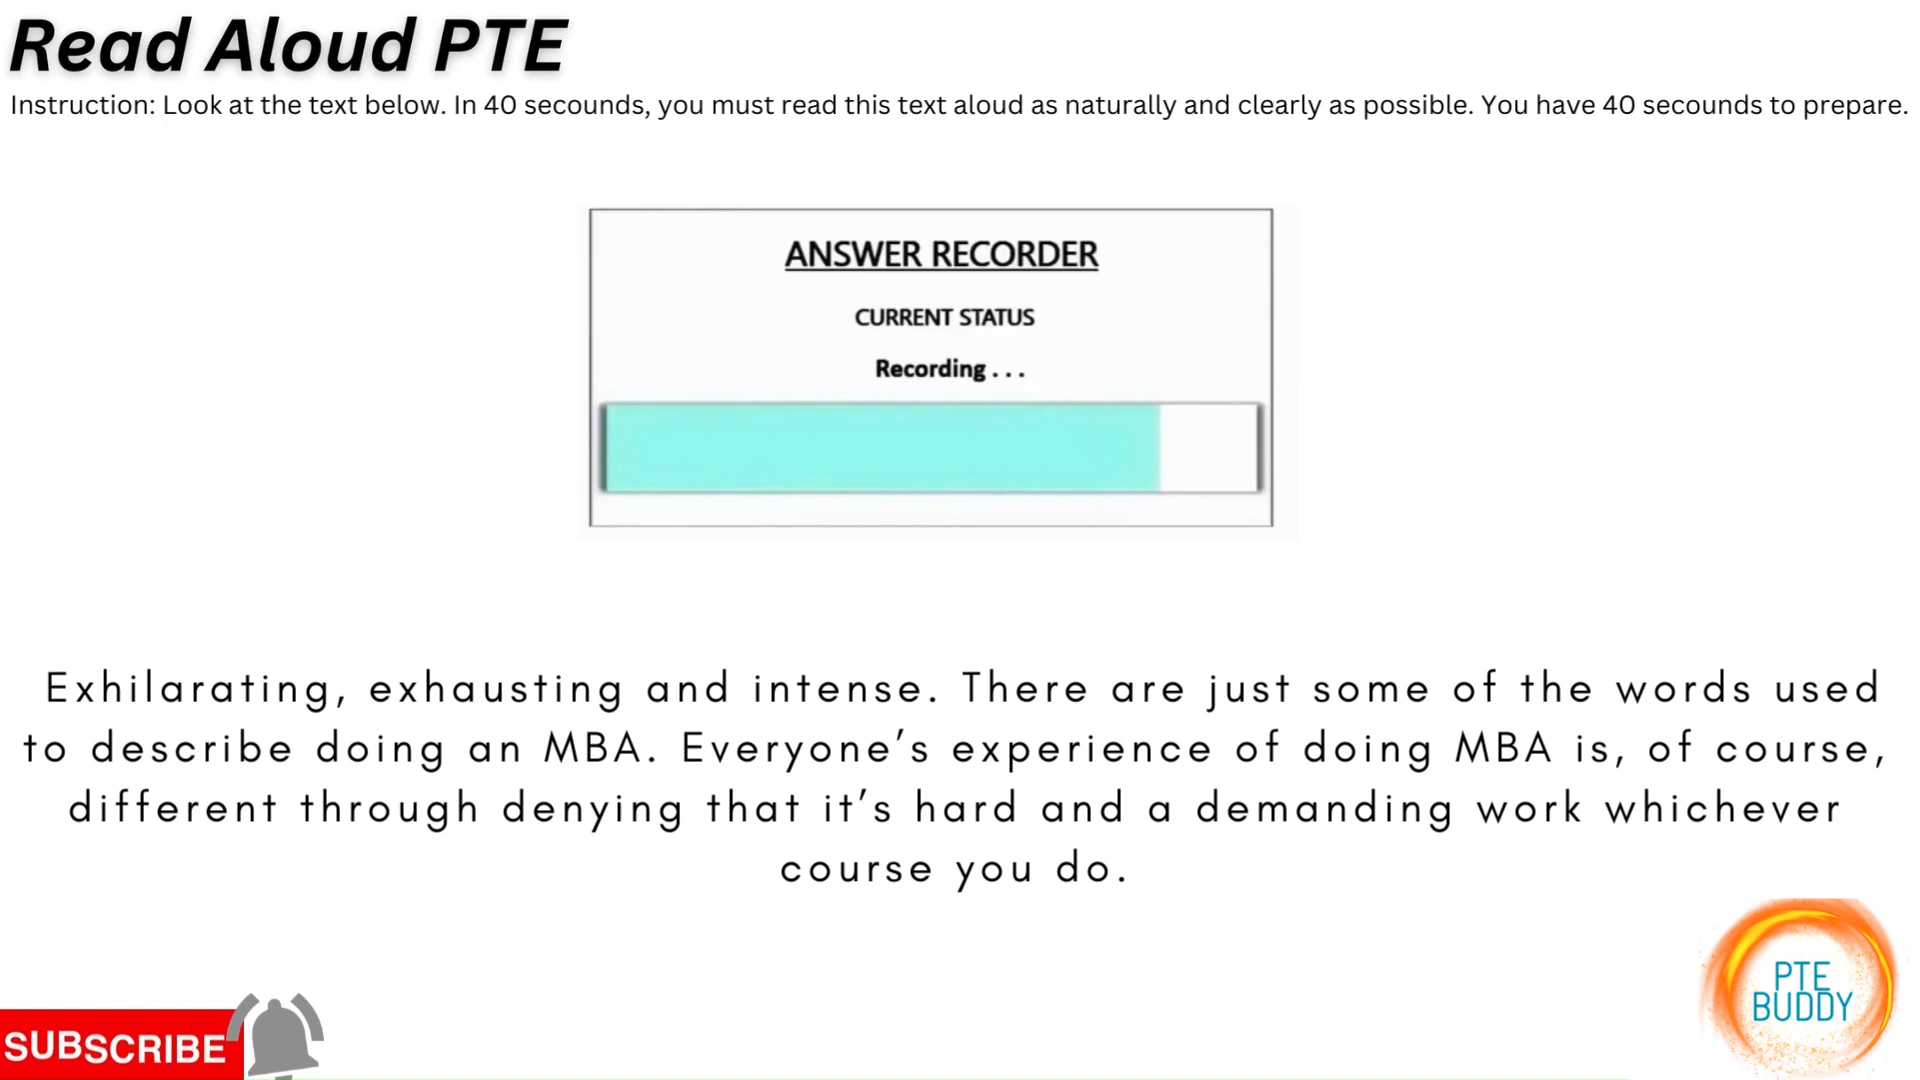 Read Aloud PTE
Instruction: Look at the text below. In 40 secounds, you must read this text aloud as naturally and clearly as possible. You have 40 secounds to prepare.
ANSWER RECORDER
CURRENT STATUS
Recording . . .
Exhilarating, exhausting and intense. There are just some of the words used
to describe doing an MBA. Everyone’s experience of doing MBA is, of course,
different through denying that it’s hard and a demanding work whichever
course you do.
PTE
BUDDY
SUBSCRIBE